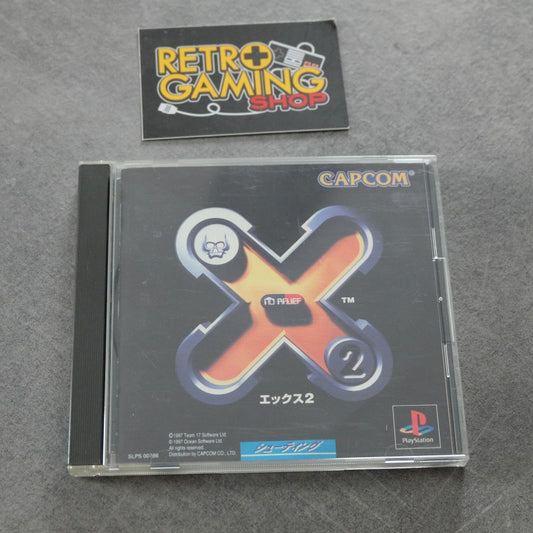 RETRO
GAMING
SHOP
CAPCOM
NO RELIEF
TM
2
エックス2
©1997 Team 17 Software Ltd.
©1997 Ocean Software Ltd.
All rights reserved.
Distribution by CAPCOM CO., LTD.
SLPS 00786
シューティング
PlayStation